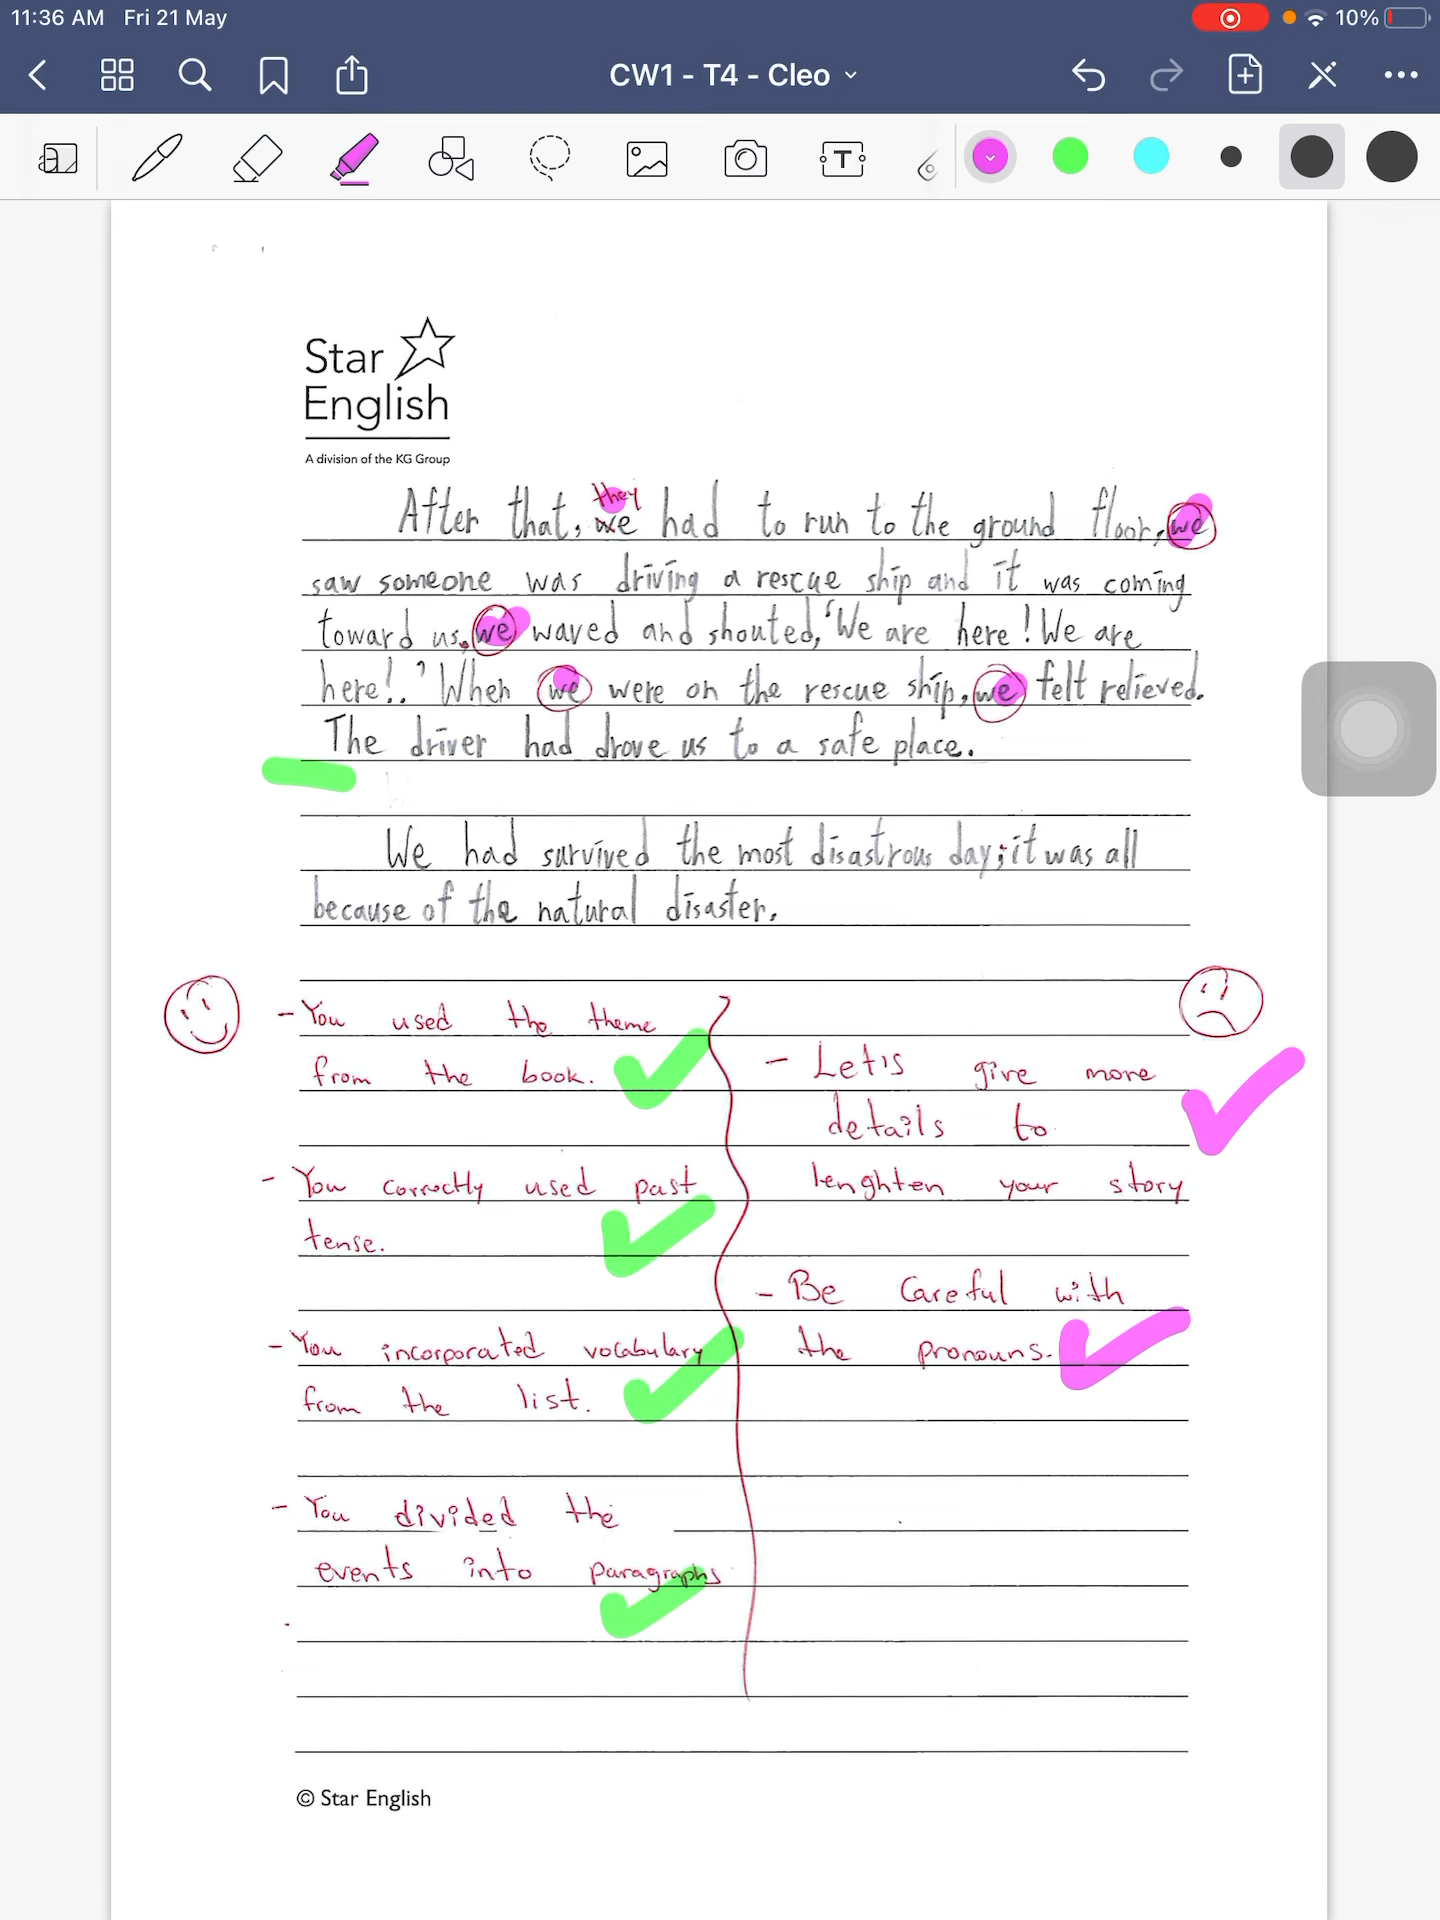 11:36 AM Fri 21 May
10%
CW1 - T4 - Cleo
T
Star
English
A division of the KG Group
they
After that, we had to run to the ground floor, we
saw someone was driving a rescue ship and it was coming
toward us, we waved and shouted, 'We are here! We are
here!.' When we were on the rescue ship, we felt relieved.
The driver had drove us to a safe place.
We had survived the most disastrous day; it was all
because of the natural disaster.
- You used the theme
from the book.
- You correctly used past
tense.
- You incorporated vocabulary
from the list.
- You divided the
events into paragraphs
- Let's give more
details to
lenghten your story
- Be careful with
the pronouns.
© Star English